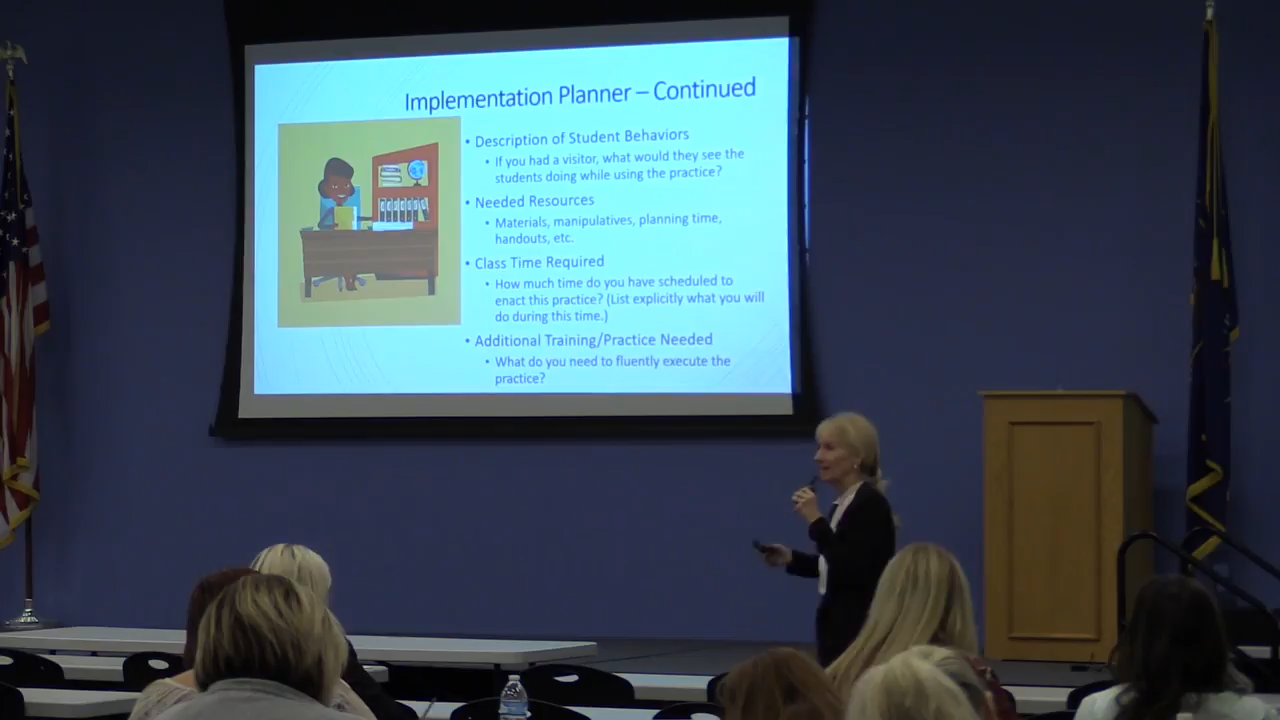 Implementation Planner – Continued
• Description of Student Behaviors
• If you had a visitor, what would they see the
students doing while using the practice?
• Needed Resources
• Materials, manipulatives, planning time,
handouts, etc.
• Class Time Required
• How much time do you have scheduled to
enact this practice? (List explicitly what you will
do during this time.)
• Additional Training/Practice Needed
• What do you need to fluently execute the
practice?